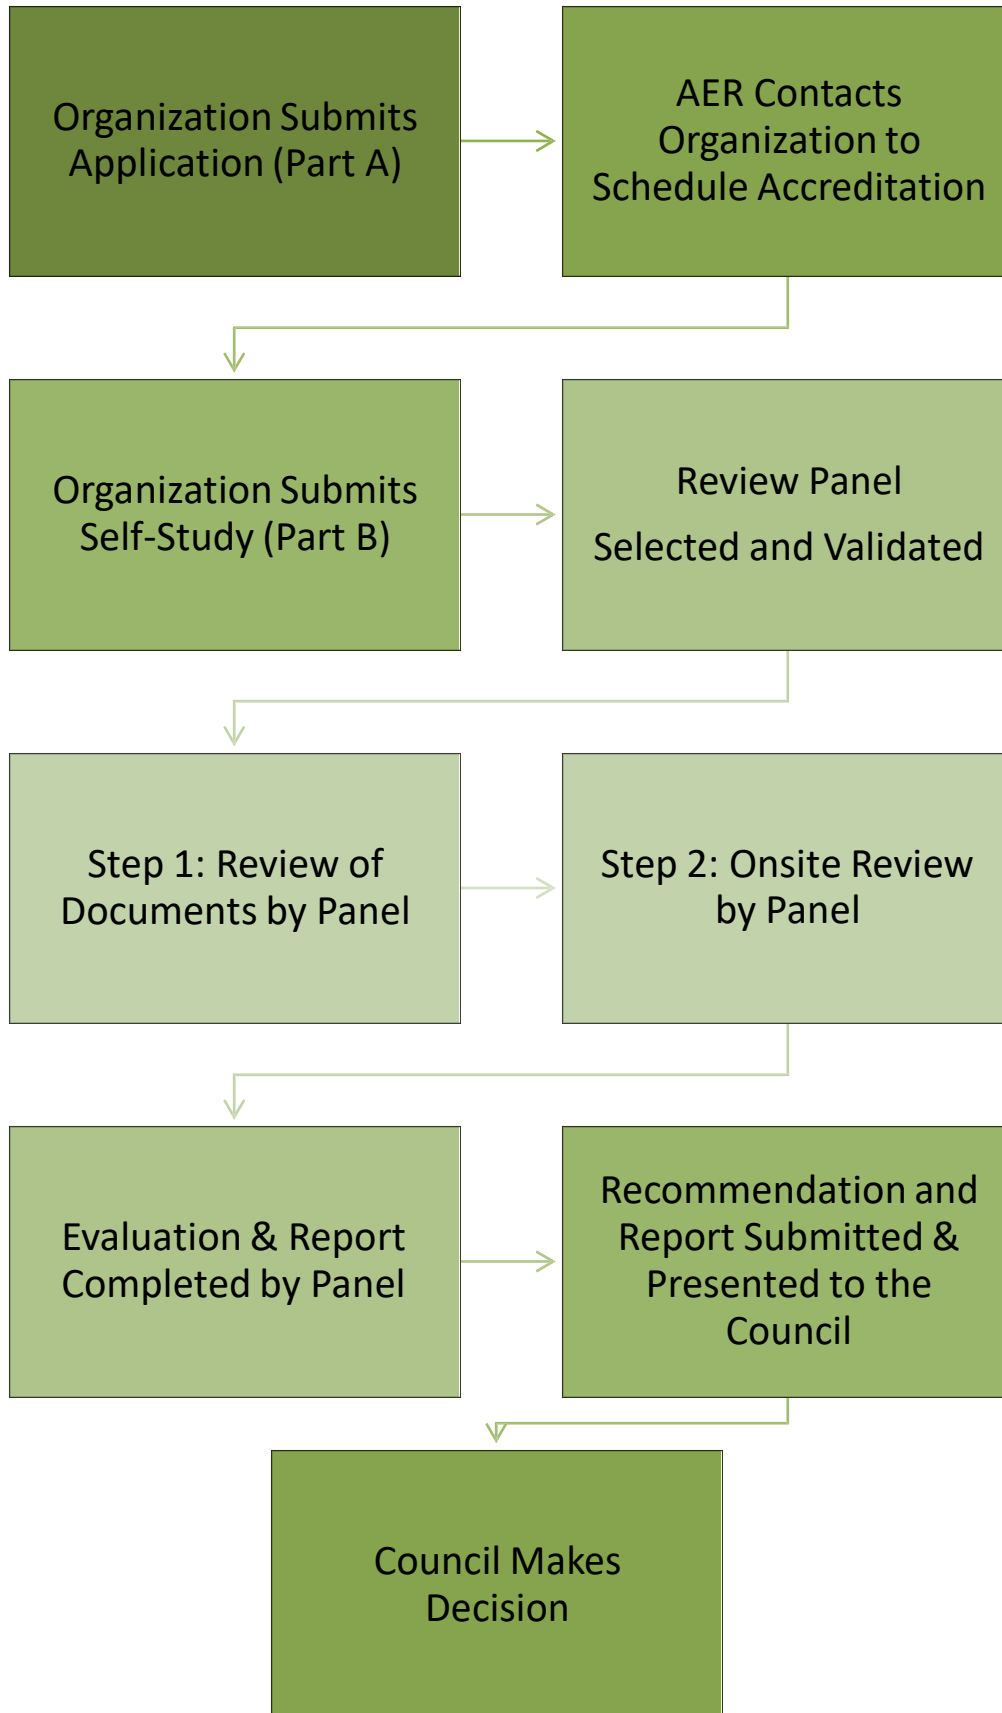 Organization Submits
Application (Part A)
AER Contacts
Organization to
Schedule Accreditation
Organization Submits
Self-Study (Part B)
Review Panel
Selected and Validated
Step 1: Review of
Documents by Panel
Step 2: Onsite Review
by Panel
Evaluation & Report
Completed by Panel
Recommendation and
Report Submitted &
Presented to the
Council
Council Makes
Decision